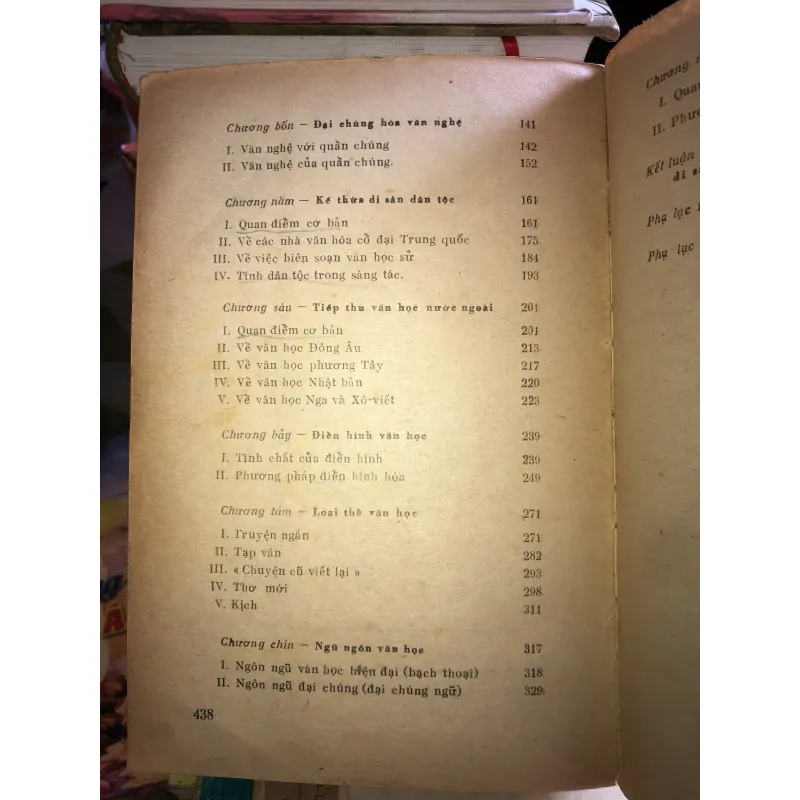 Chương bốn — Đại chúng hóa văn nghệ 141
I. Văn nghệ với quần chúng 142
II. Văn nghệ của quần chúng. 152
Chương năm — Kế thừa di sản dân tộc 161
I. Quan điểm cơ bản 161
II. Về các nhà văn hóa cổ đại Trung quốc 175
III. Về việc biên soạn văn học sử 184
IV. Tính dân tộc trong sáng tác. 193
Chương sáu — Tiếp thu văn học nước ngoài 201
I. Quan điểm cơ bản 201
II. Về văn học Đông Âu 213
III. Về văn học phương Tây 217
IV. Về văn học Nhật bản 220
V. Về văn học Nga và Xô-viết 223
Chương bảy — Điển hình văn học 239
I. Tính chất của điển hình 239
II. Phương pháp điển hình hóa 249
Chương tám — Loại thể văn học 271
I. Truyện ngắn 271
II. Tạp văn 282
III. « Chuyện cũ viết lại » 293
IV. Thơ mới 298
V. Kịch 311
Chương chín — Ngũ ngôn văn học 317
I. Ngôn ngữ văn học hiện đại (bạch thoại) 318
II. Ngôn ngữ đại chúng (đại chúng ngữ) 329
438
Chương
I. Qua
II. Phư
Kết luận
di sả
Phụ lục
Phụ lục